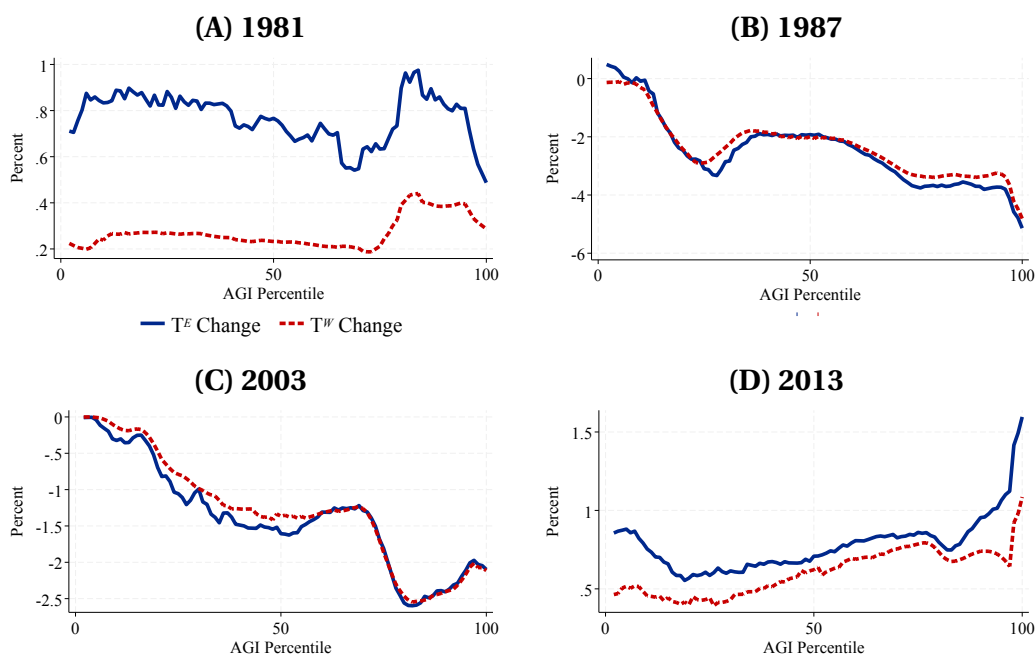 (A) 1981
(B) 1987
Percent
1
.8
.6
.4
.2
0
50
100
AGI Percentile
T^E Change
T^W Change
Percent
0
-2
-4
-6
0
50
100
AGI Percentile
(C) 2003
(D) 2013
Percent
0
-.5
-1
-1.5
-2
-2.5
0
50
100
AGI Percentile
Percent
1.5
1
.5
0
50
100
AGI Percentile